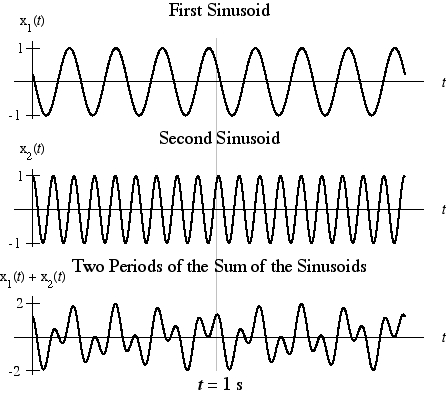 First Sinusoid
x₁(t)
1
-1
t
Second Sinusoid
x₂(t)
1
-1
t
Two Periods of the Sum of the Sinusoids
x₁(t) + x₂(t)
2
-2
t
t = 1 s